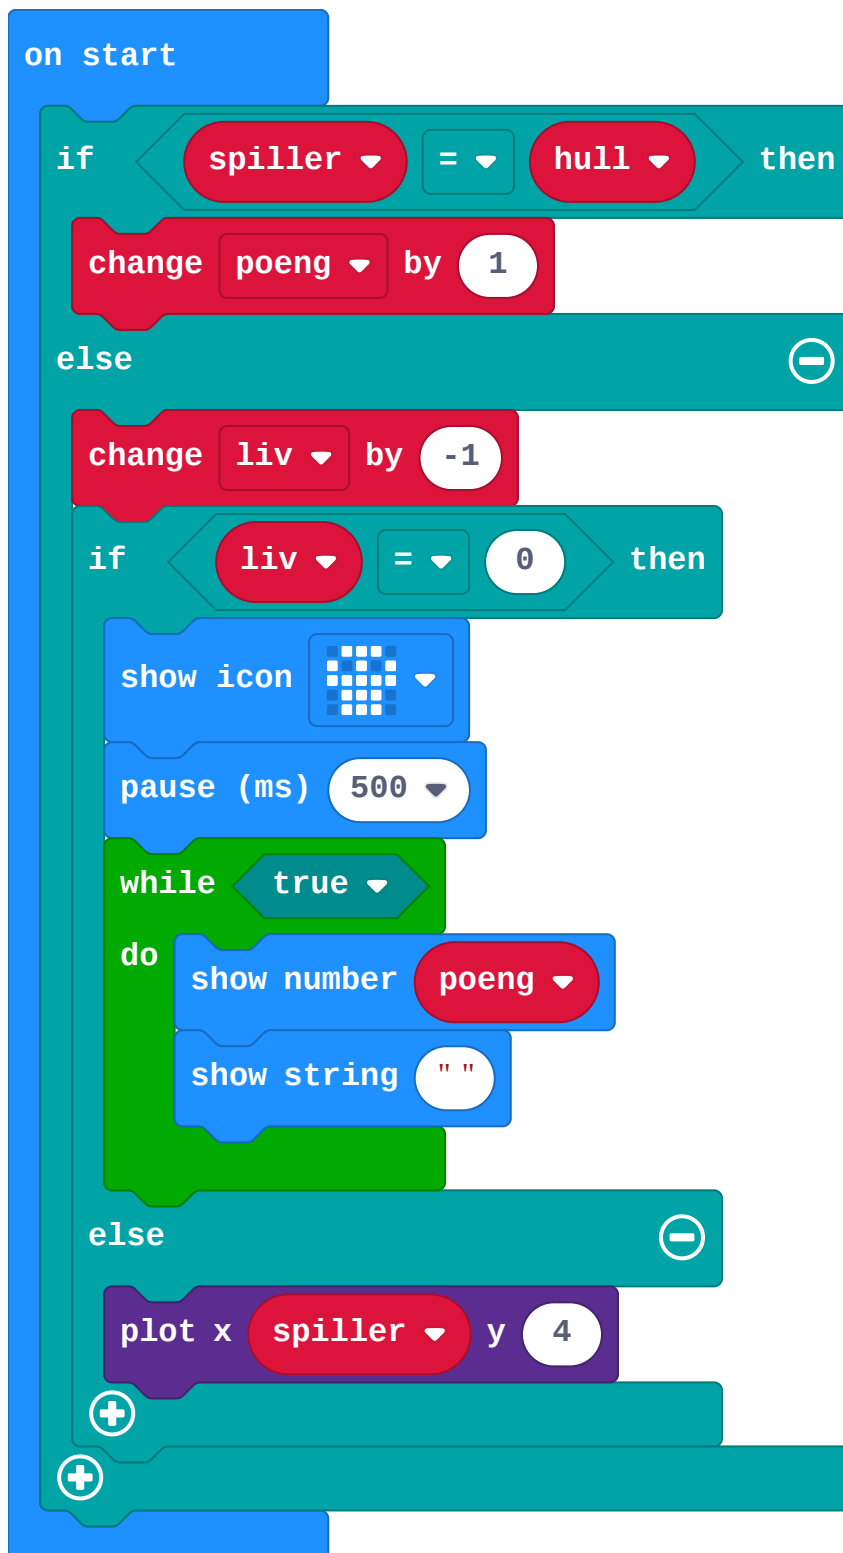 on start
if spiller = hull then
change poeng by 1
else
change liv by -1
if liv = 0 then
show icon
pause (ms) 500
while true
do
show number poeng
show string " "
else
plot x spiller y 4